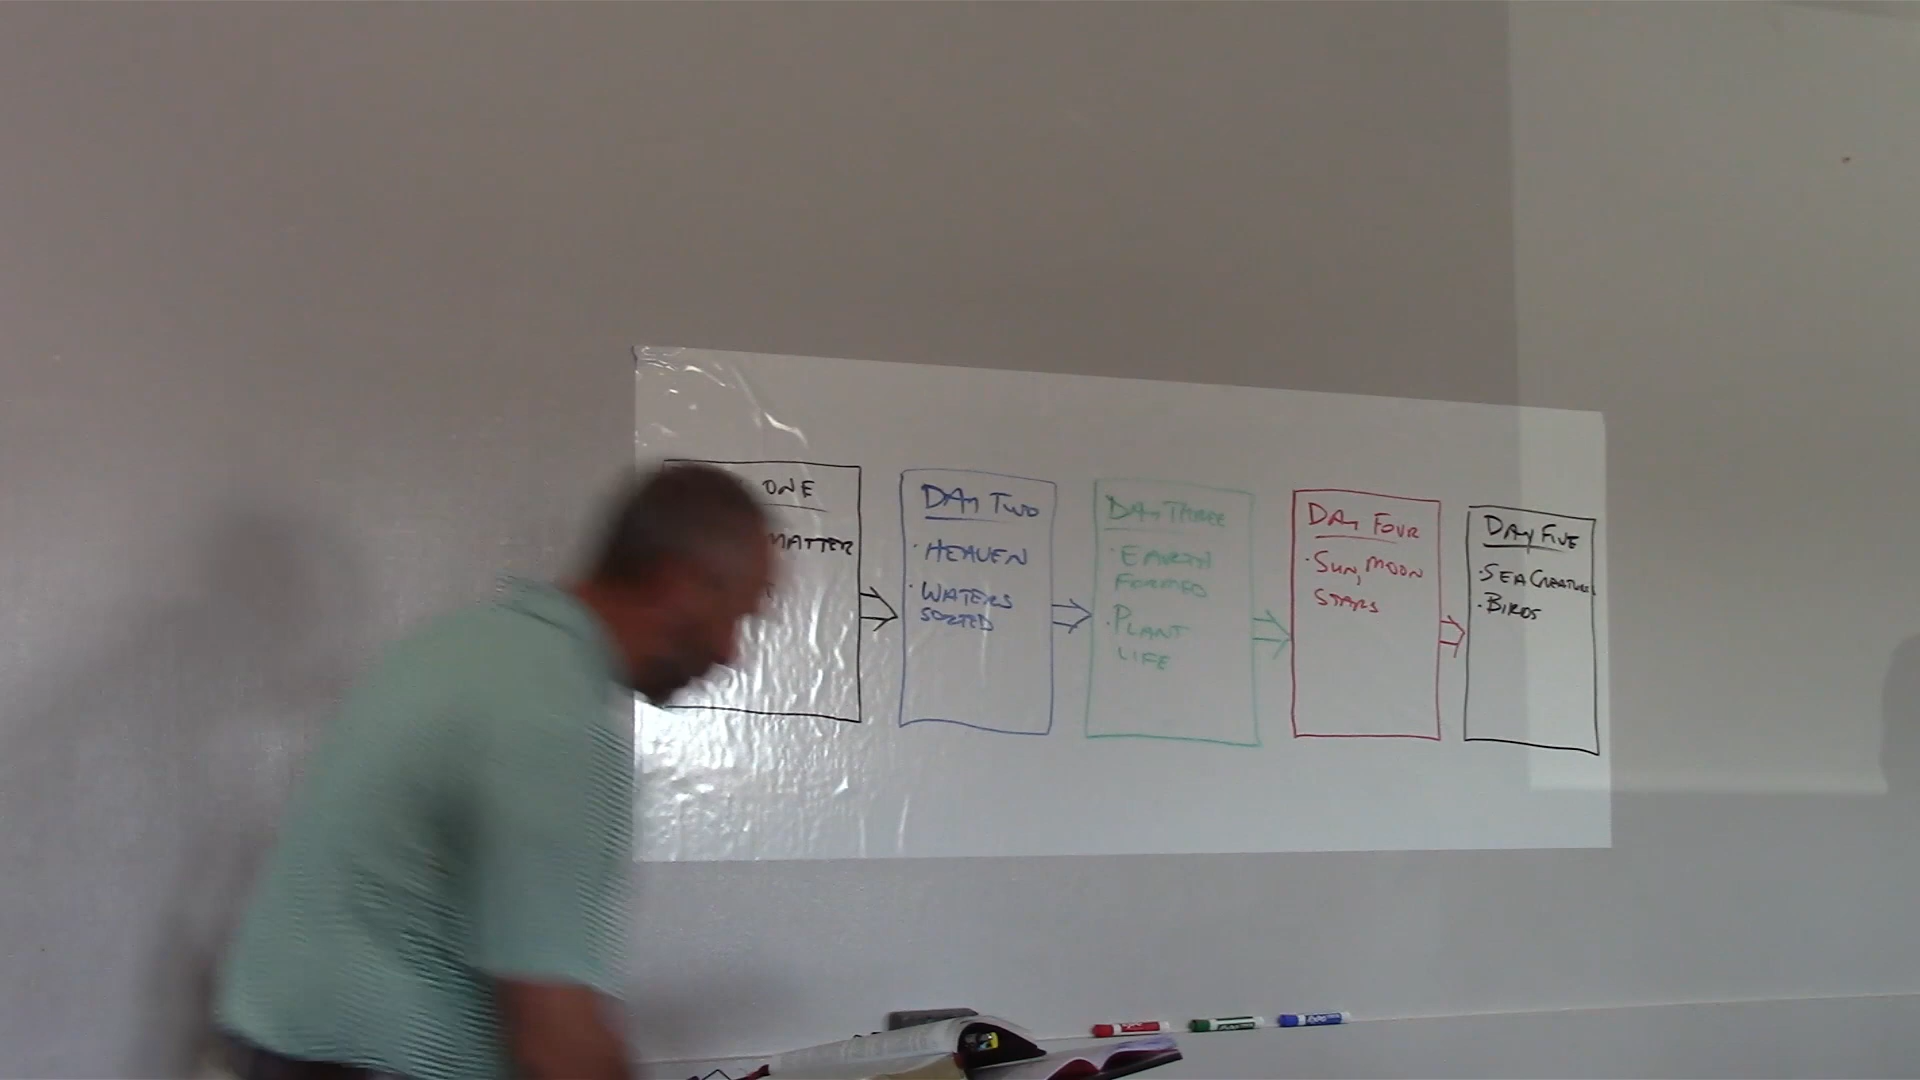 ONE
MATTER
DAY TWO
· HEAVEN
· WATERS
SORTED
DAY THREE
· EARTH
FORMED
· PLANT
LIFE
DAY FOUR
· SUN, MOON
STARS
DAY FIVE
· SEA CREATURES
· BIRDS